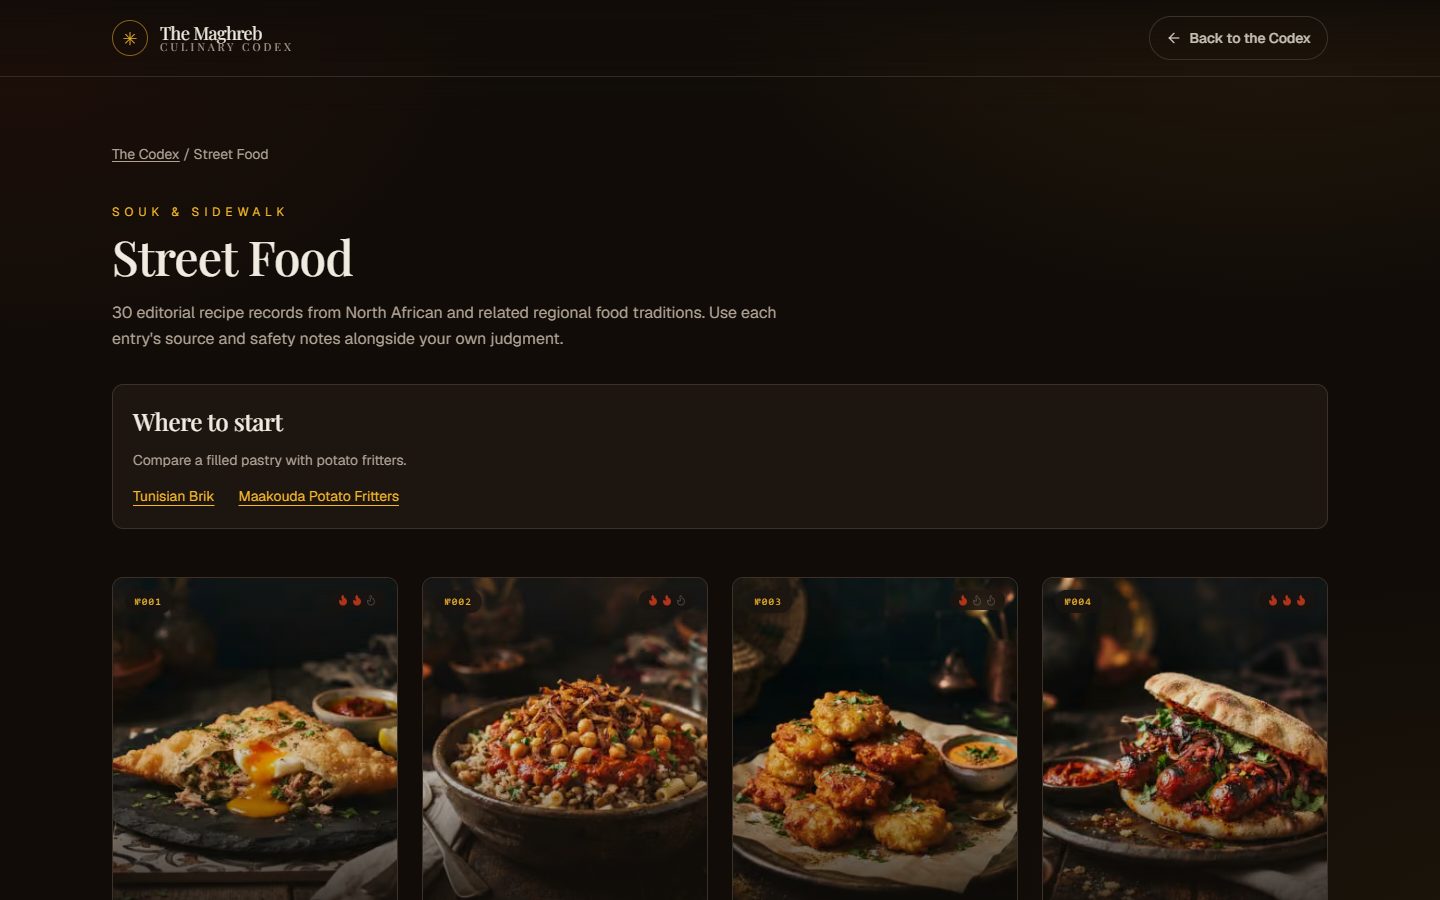 The Maghreb
CULINARY CODEX
← Back to the Codex
The Codex / Street Food
SOUK & SIDEWALK
Street Food
30 editorial recipe records from North African and related regional food traditions. Use each
entry's source and safety notes alongside your own judgment.
Where to start
Compare a filled pastry with potato fritters.
Tunisian Brik Maakouda Potato Fritters
№001
№002
№003
№004